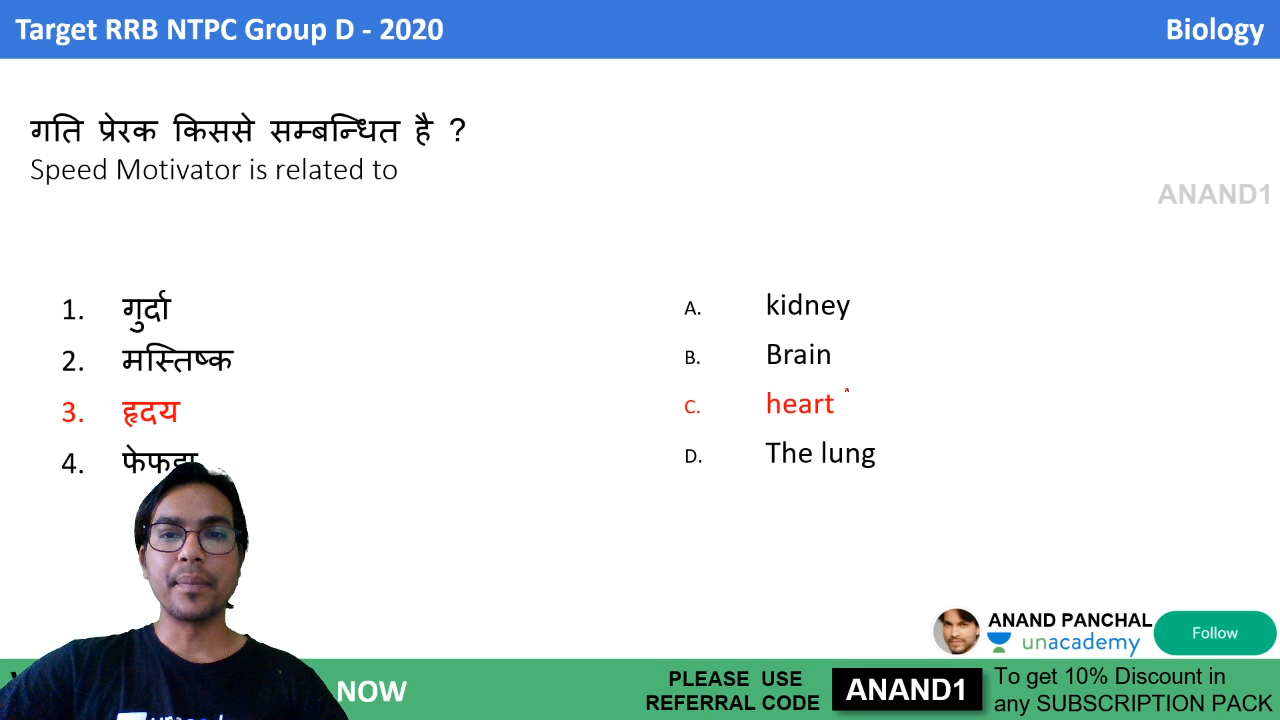 Target RRB NTPC Group D - 2020
Biology
गति प्रेरक किससे सम्बन्धित है ?
Speed Motivator is related to
ANAND1
1. गुर्दा
2. मस्तिष्क
3. हृदय
4. फेफड़ा
A. kidney
B. Brain
C. heart
D. The lung
ANAND PANCHAL
unacademy
Follow
NOW
PLEASE USE
REFERRAL CODE
ANAND1
To get 10% Discount in
any SUBSCRIPTION PACK